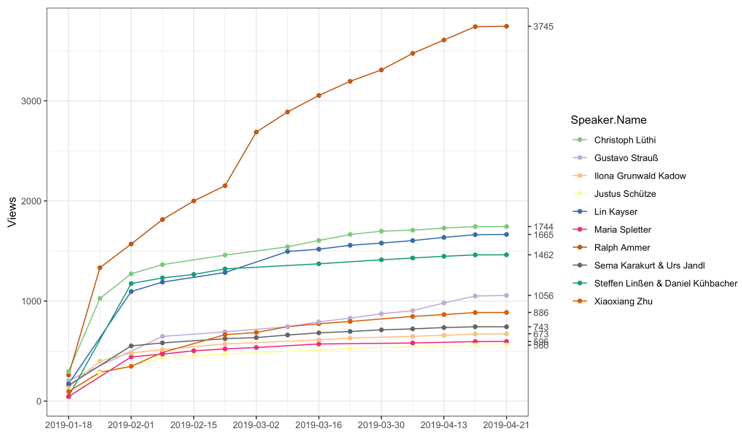 Views
3000
2000
1000
0
2019-01-18
2019-02-01
2019-02-15
2019-03-02
2019-03-16
2019-03-30
2019-04-13
2019-04-21
3745
1744
1665
1462
1056
886
743
673
Speaker.Name
Christoph Lüthi
Gustavo Strauß
Ilona Grunwald Kadow
Justus Schütze
Lin Kayser
Maria Spletter
Ralph Ammer
Sema Karakurt & Urs Jandl
Steffen Linßen & Daniel Kühbacher
Xiaoxiang Zhu